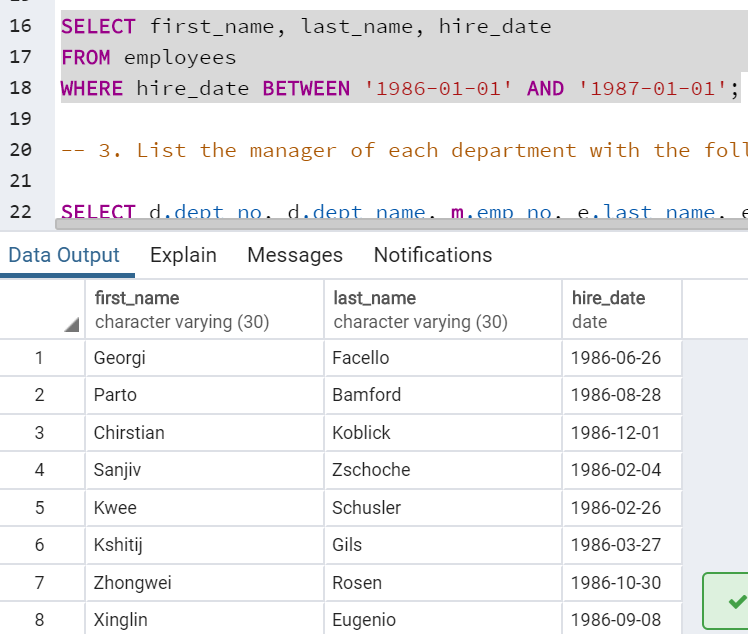 16 SELECT first_name, last_name, hire_date
17 FROM employees
18 WHERE hire_date BETWEEN '1986-01-01' AND '1987-01-01';
19
20 -- 3. List the manager of each department with the foll
21
22 SELECT d.dept_no, d.dept_name, m.emp_no, e.last_name,
Data Output Explain Messages Notifications
first_name last_name hire_date
character varying (30) character varying (30) date
1 Georgi Facello 1986-06-26
2 Parto Bamford 1986-08-28
3 Chirstian Koblick 1986-12-01
4 Sanjiv Zschoche 1986-02-04
5 Kwee Schusler 1986-02-26
6 Kshitij Gils 1986-03-27
7 Zhongwei Rosen 1986-10-30
8 Xinglin Eugenio 1986-09-08